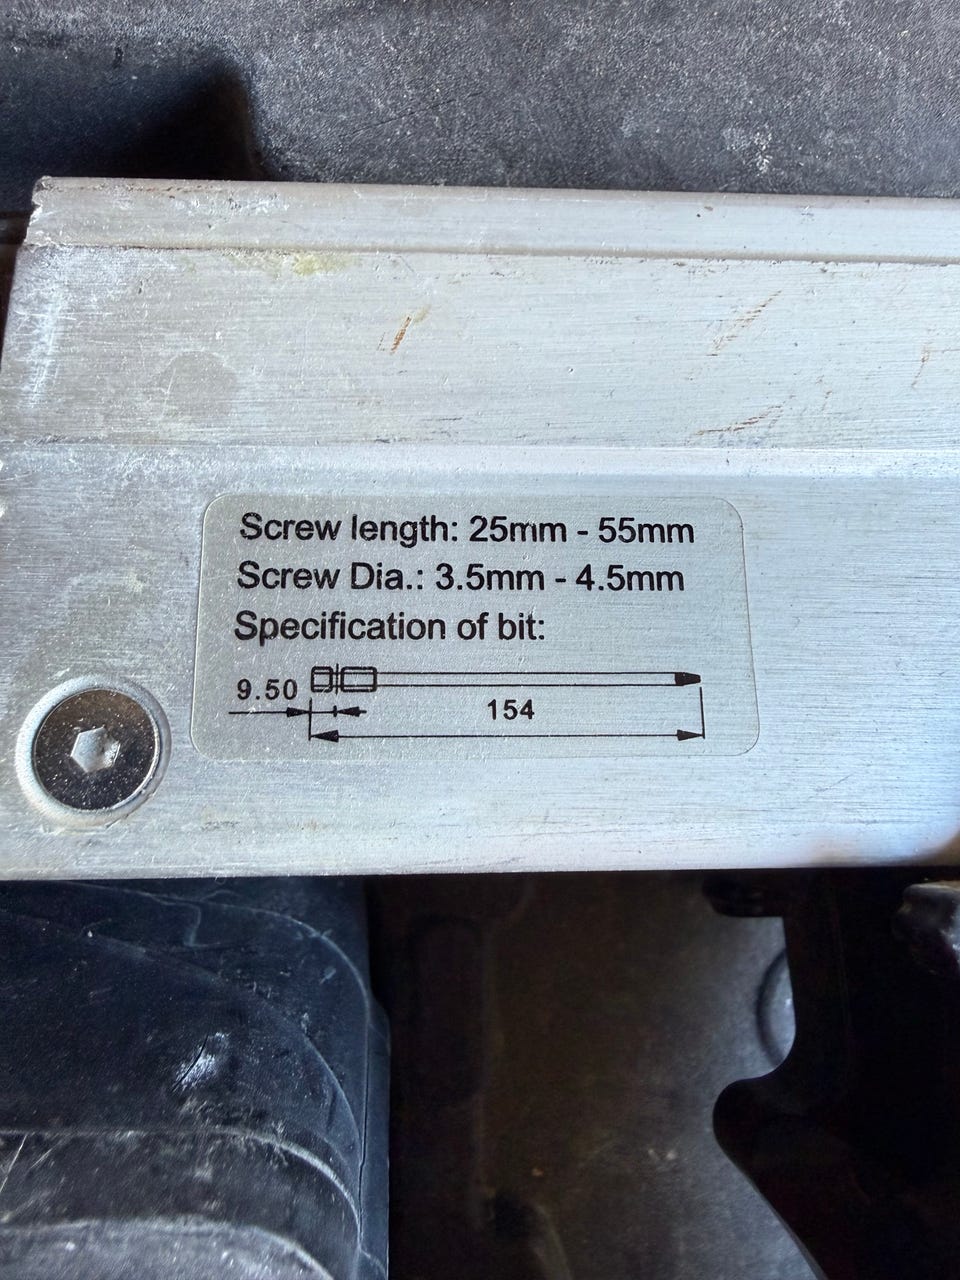 Screw length: 25mm - 55mm
Screw Dia.: 3.5mm - 4.5mm
Specification of bit:
9.50
154